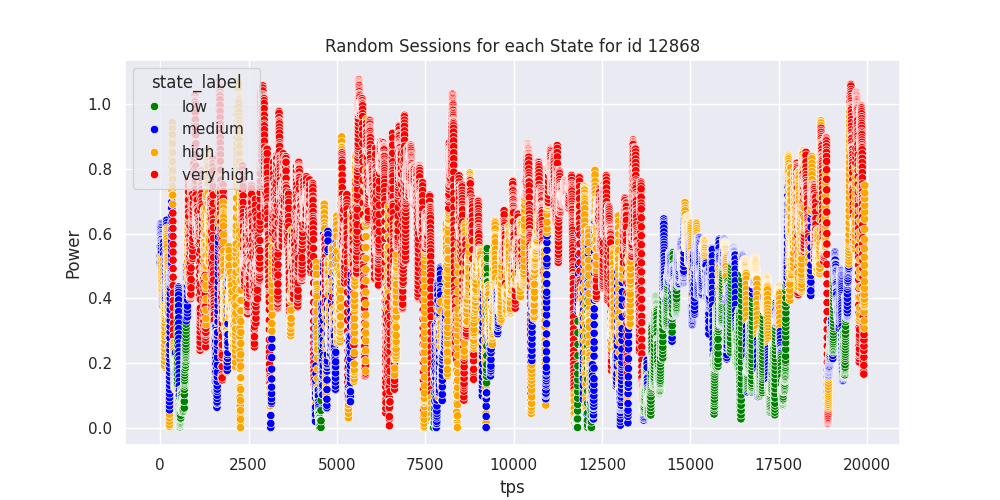 Random Sessions for each State for id 12868
state_label
low
medium
high
very high
Power
1.0
0.8
0.6
0.4
0.2
0.0
0 2500 5000 7500 10000 12500 15000 17500 20000
tps